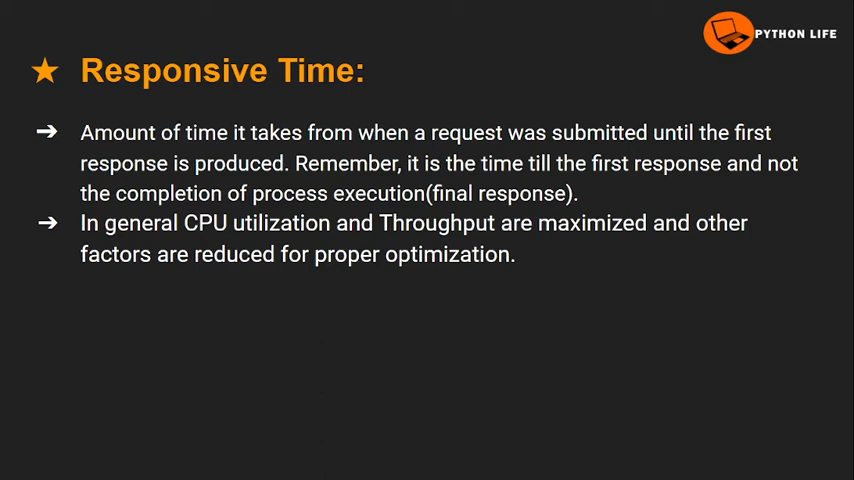 PYTHON LIFE
★ Responsive Time:
➔ Amount of time it takes from when a request was submitted until the first
response is produced. Remember, it is the time till the first response and not
the completion of process execution(final response).
➔ In general CPU utilization and Throughput are maximized and other
factors are reduced for proper optimization.